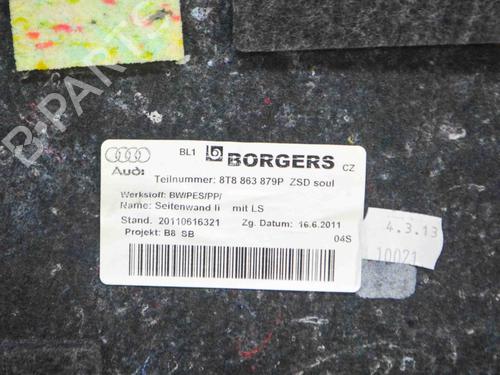 BL1 BORGERS CZ
Audi
Teilnummer: 8T8 863 879P ZSD soul
Werkstoff: BW/PES/PP/
Name: Seitenwand li mit LS
Stand. 20110616321 Zg. Datum: 16.6.2011
Projekt: B8 SB 04S
4.3.13
10021
B-PARTS